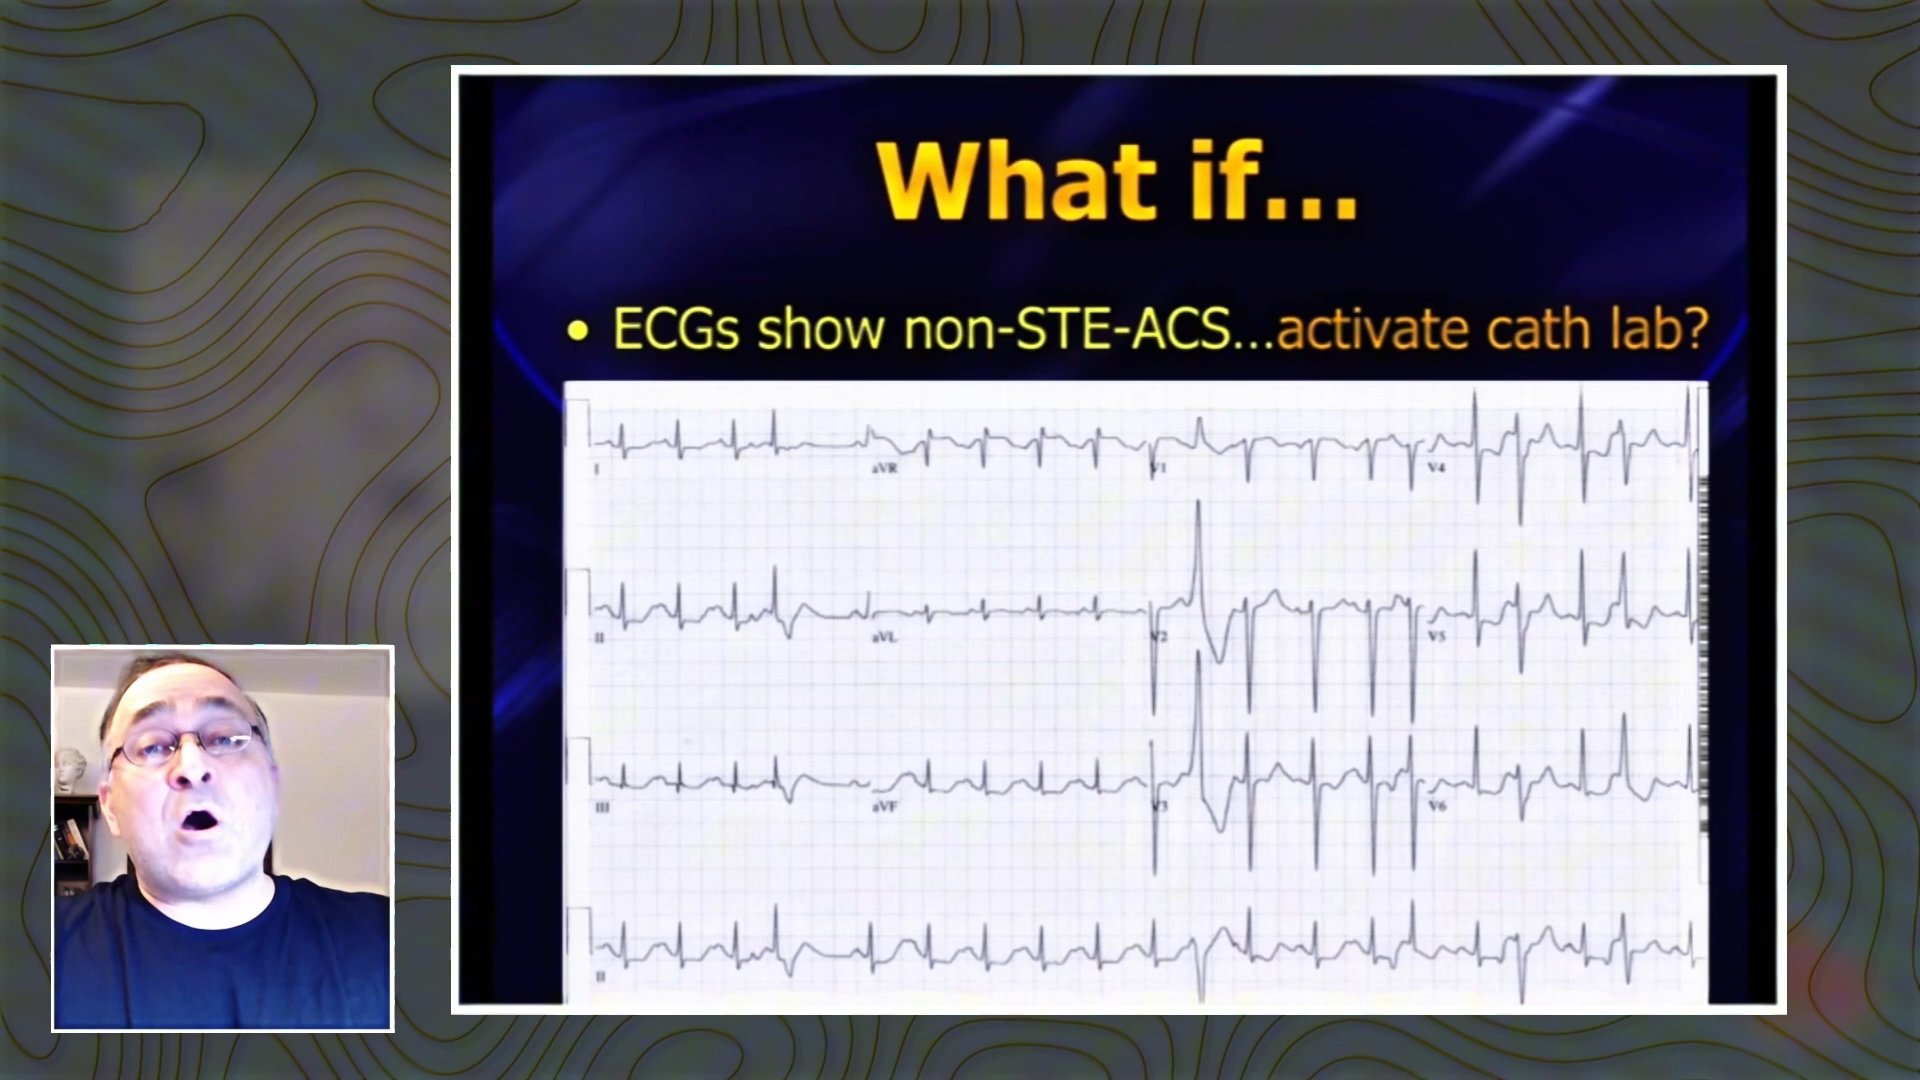 What if...
• ECGs show non-STE-ACS...activate cath lab?
I aVR V1 V4
II aVL V2 V5
III aVF V3 V6
II